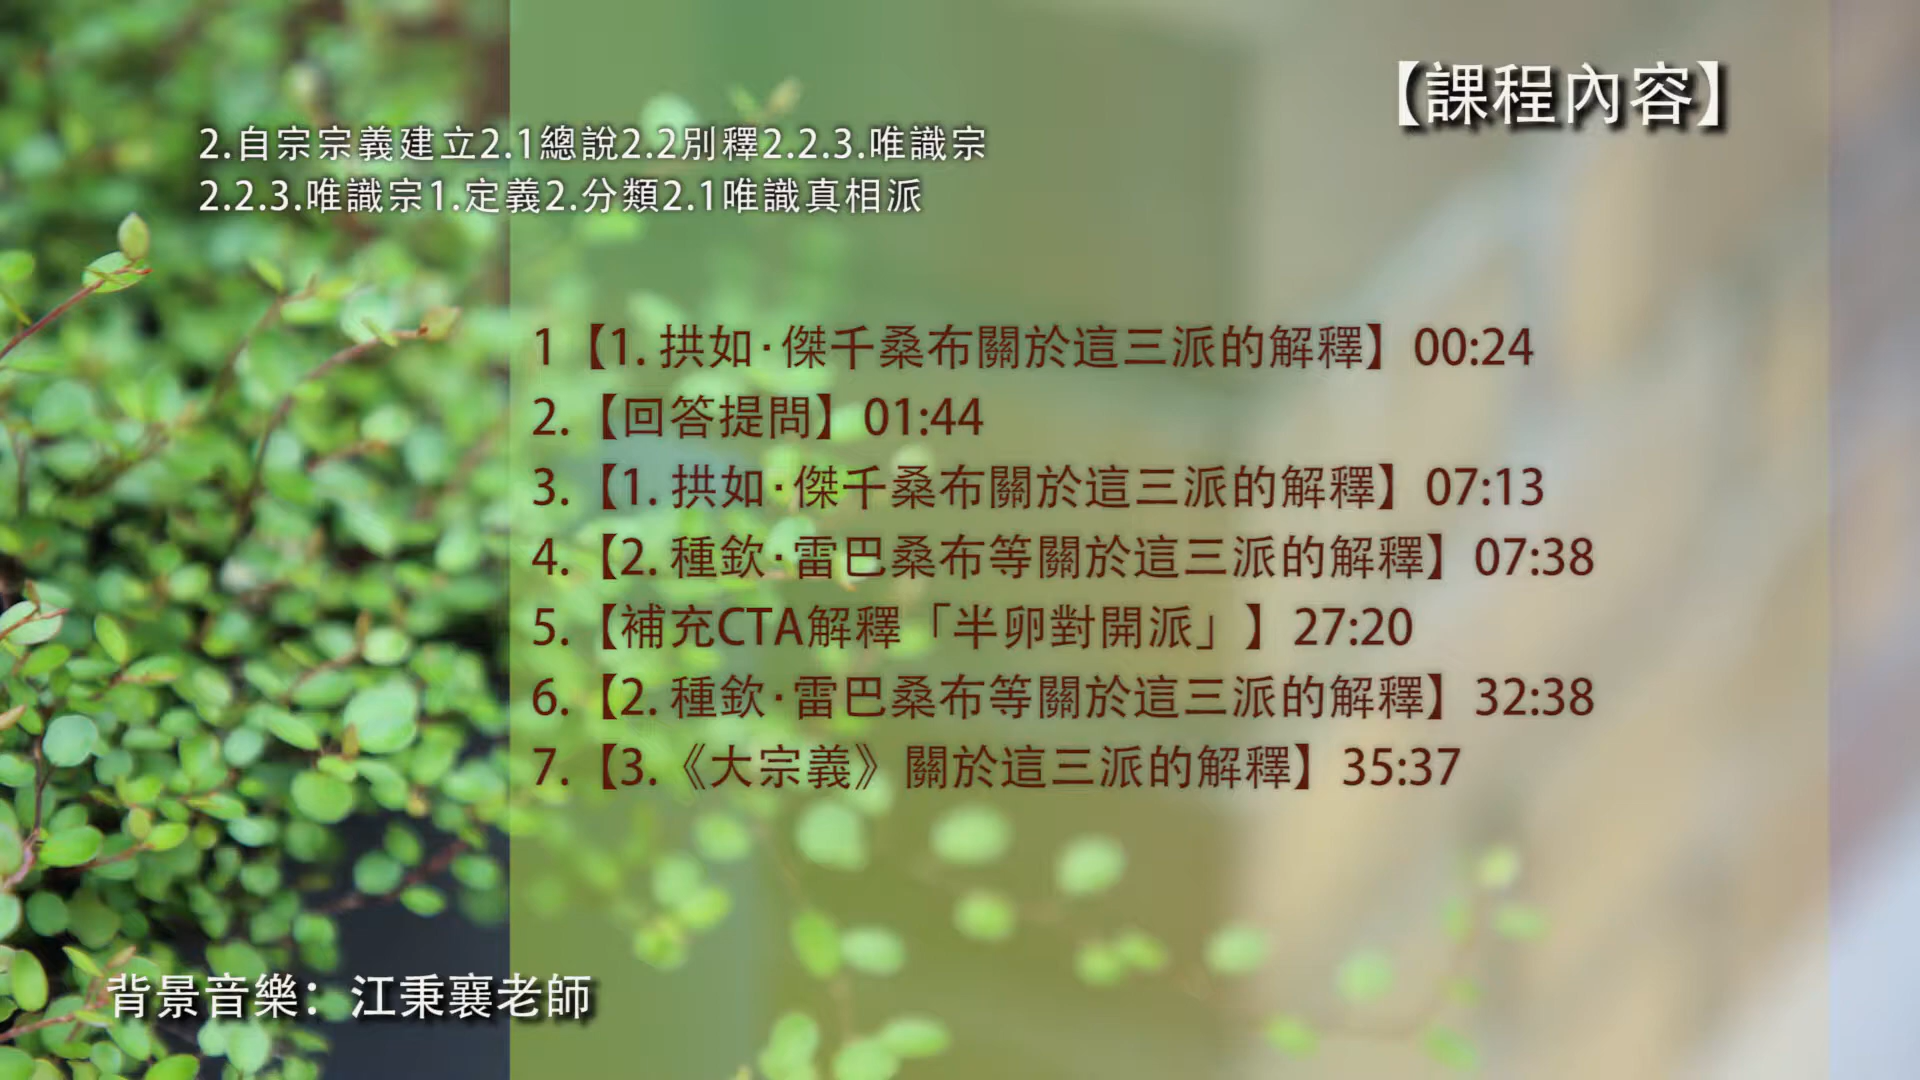 【課程內容】
2.自宗宗義建立2.1總說2.2別釋2.2.3.唯識宗
2.2.3.唯識宗1.定義2.分類2.1唯識真相派
1【1. 拱如·傑千桑布關於這三派的解釋】00:24
2.【回答提問】01:44
3.【1. 拱如·傑千桑布關於這三派的解釋】07:13
4.【2. 種欽·雷巴桑布等關於這三派的解釋】07:38
5.【補充CTA解釋「半卵對開派」】27:20
6.【2. 種欽·雷巴桑布等關於這三派的解釋】32:38
7.【3.《大宗義》關於這三派的解釋】35:37
背景音樂：江秉襄老師